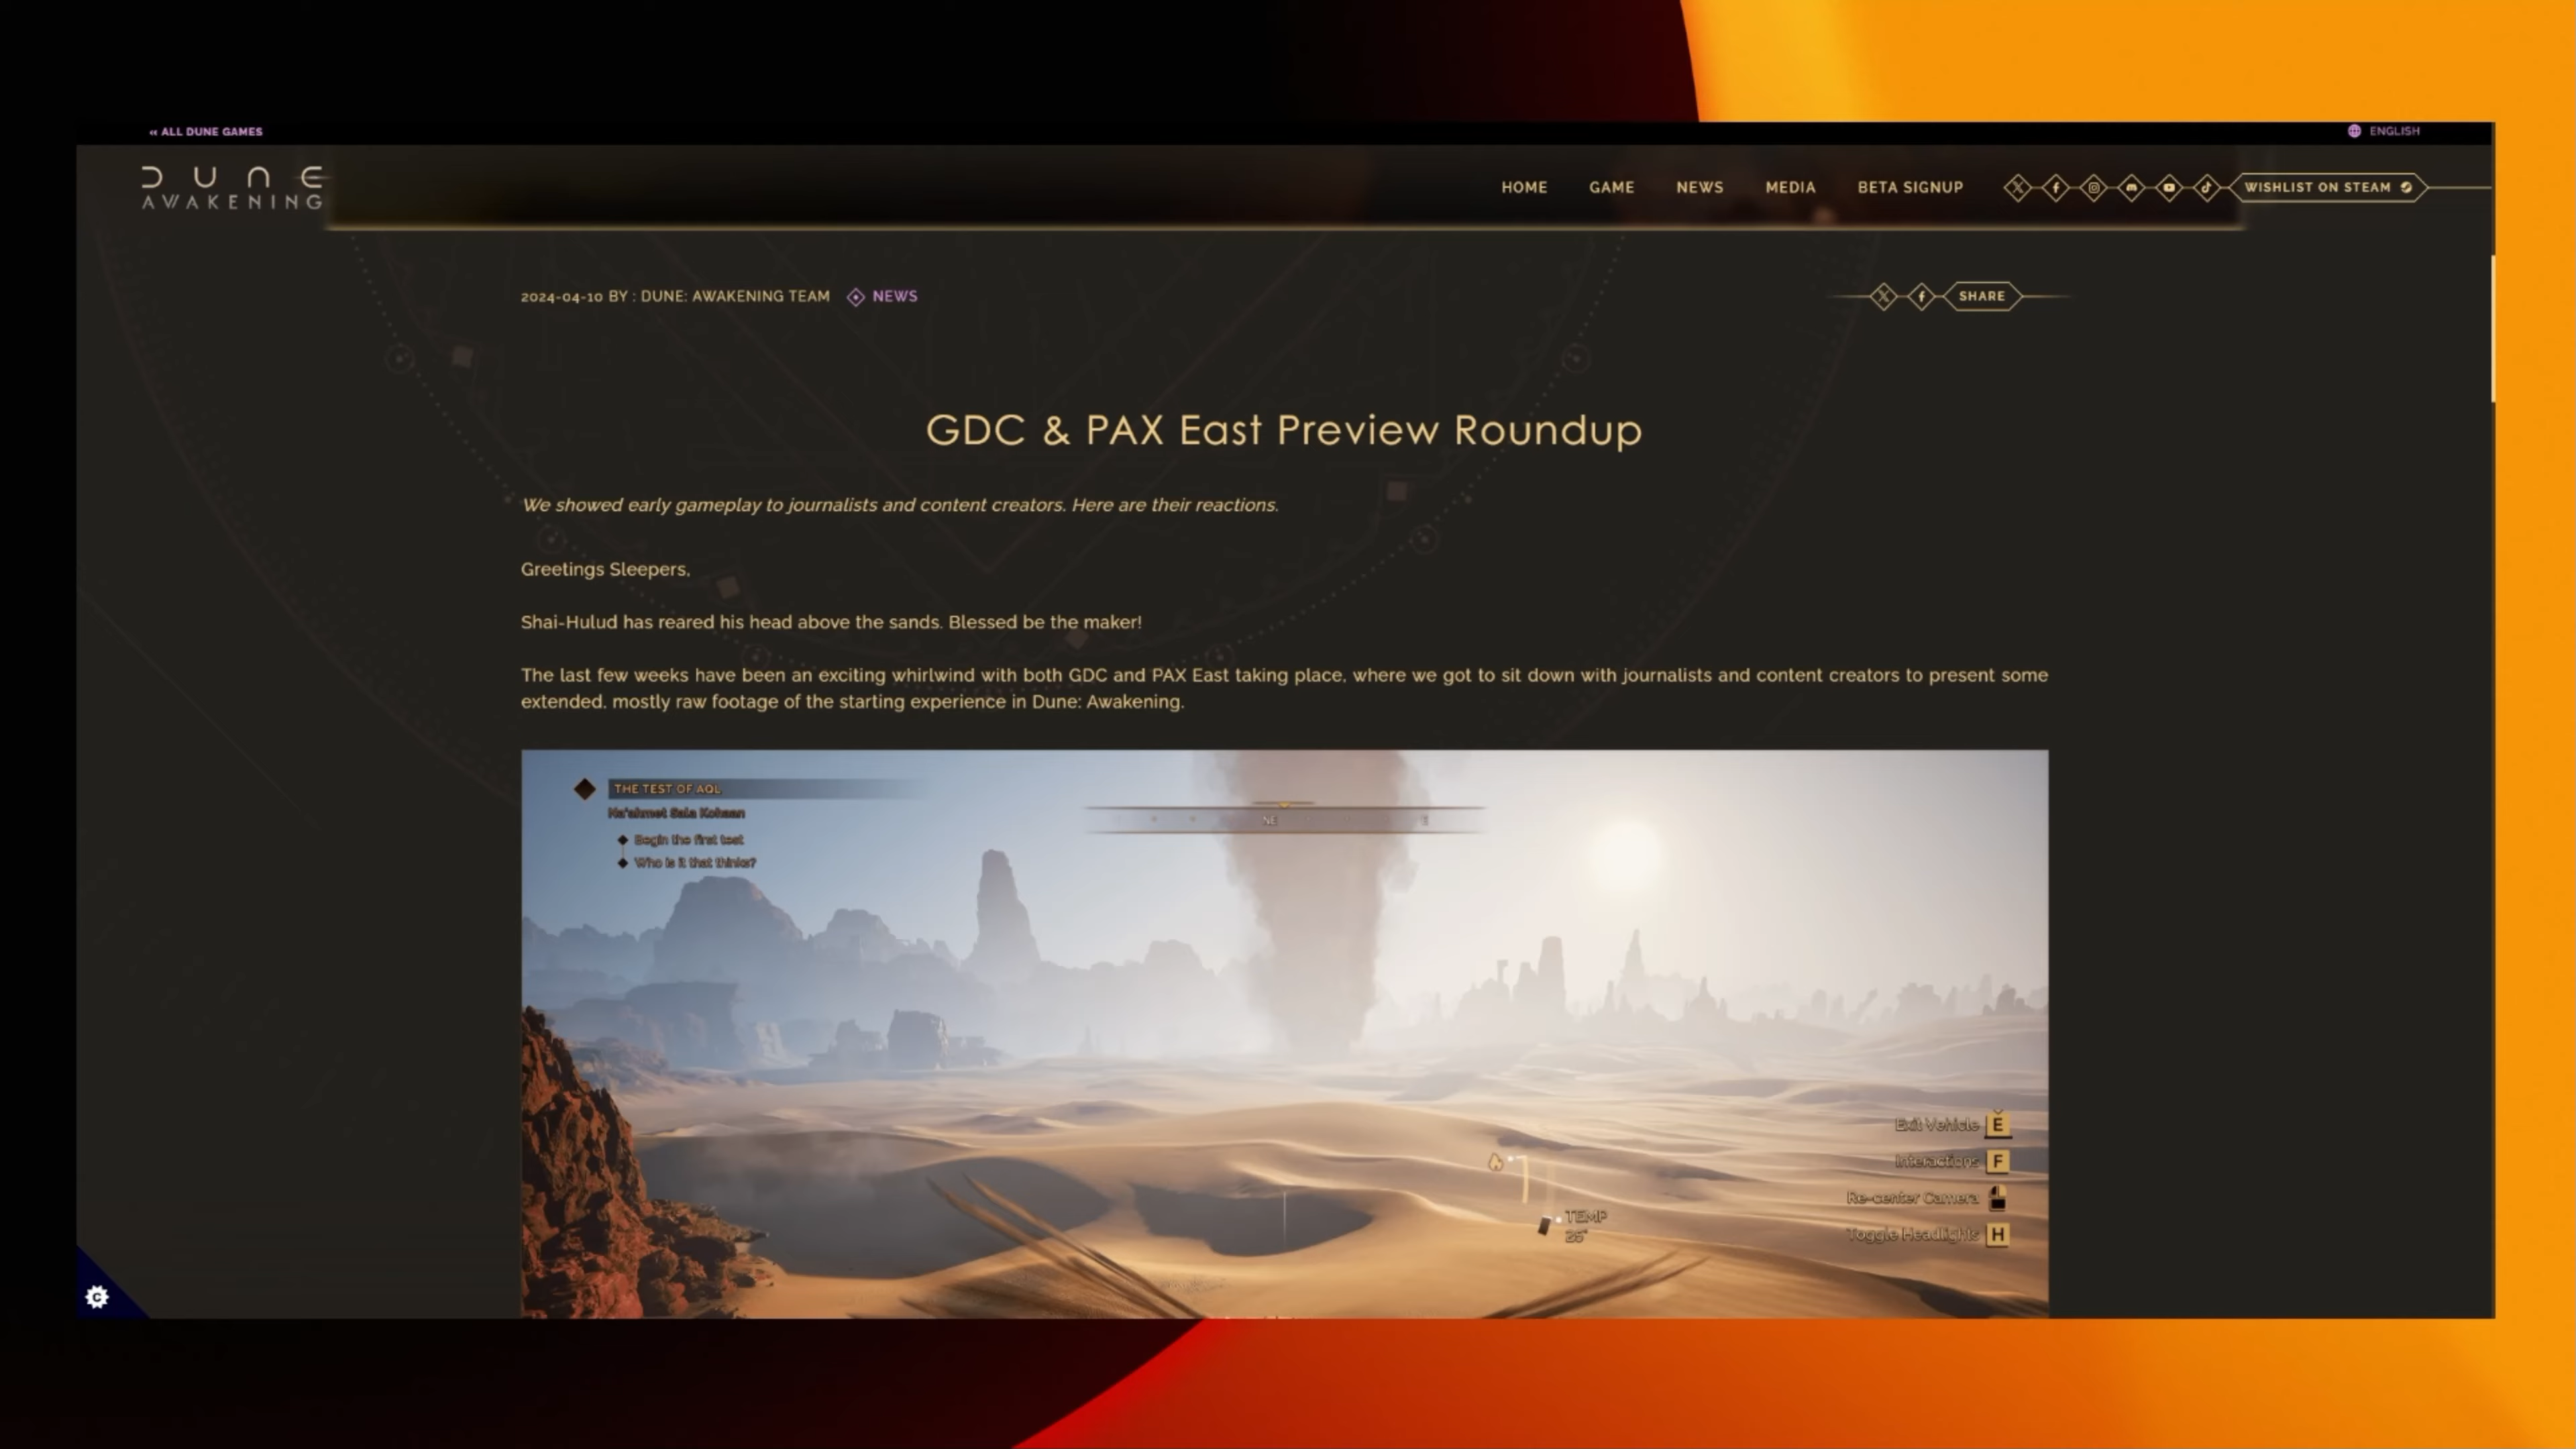 « ALL DUNE GAMES
ENGLISH
DUNE
AWAKENING
HOME GAME NEWS MEDIA BETA SIGNUP WISHLIST ON STEAM
2024-04-10 BY : DUNE: AWAKENING TEAM NEWS
SHARE
GDC & PAX East Preview Roundup
We showed early gameplay to journalists and content creators. Here are their reactions.
Greetings Sleepers,
Shai-Hulud has reared his head above the sands. Blessed be the maker!
The last few weeks have been an exciting whirlwind with both GDC and PAX East taking place, where we got to sit down with journalists and content creators to present some
extended, mostly raw footage of the starting experience in Dune: Awakening.
THE TEST OF AQL
Begin the first test
Who is it that thinks?
NE E
Exit Vehicle E
Interactions F
Re-center Camera
TEMP
Toggle Headlights H